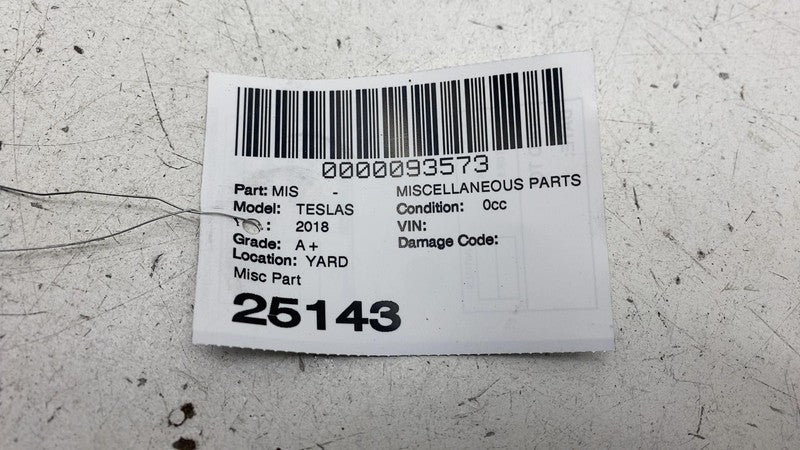 0000093573
Part: MIS - MISCELLANEOUS PARTS
Model: TESLAS Condition: 0cc
: 2018 VIN:
Grade: A+ Damage Code:
Location: YARD
Misc Part
25143